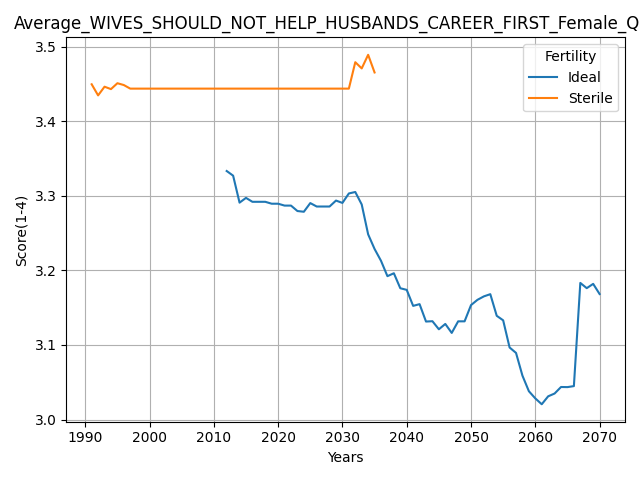 Average_WIVES_SHOULD_NOT_HELP_HUSBANDS_CAREER_FIRST_Female_Q
Fertility
Ideal
Sterile
3.5
3.4
3.3
3.2
3.1
3.0
Score(1-4)
1990 2000 2010 2020 2030 2040 2050 2060 2070
Years